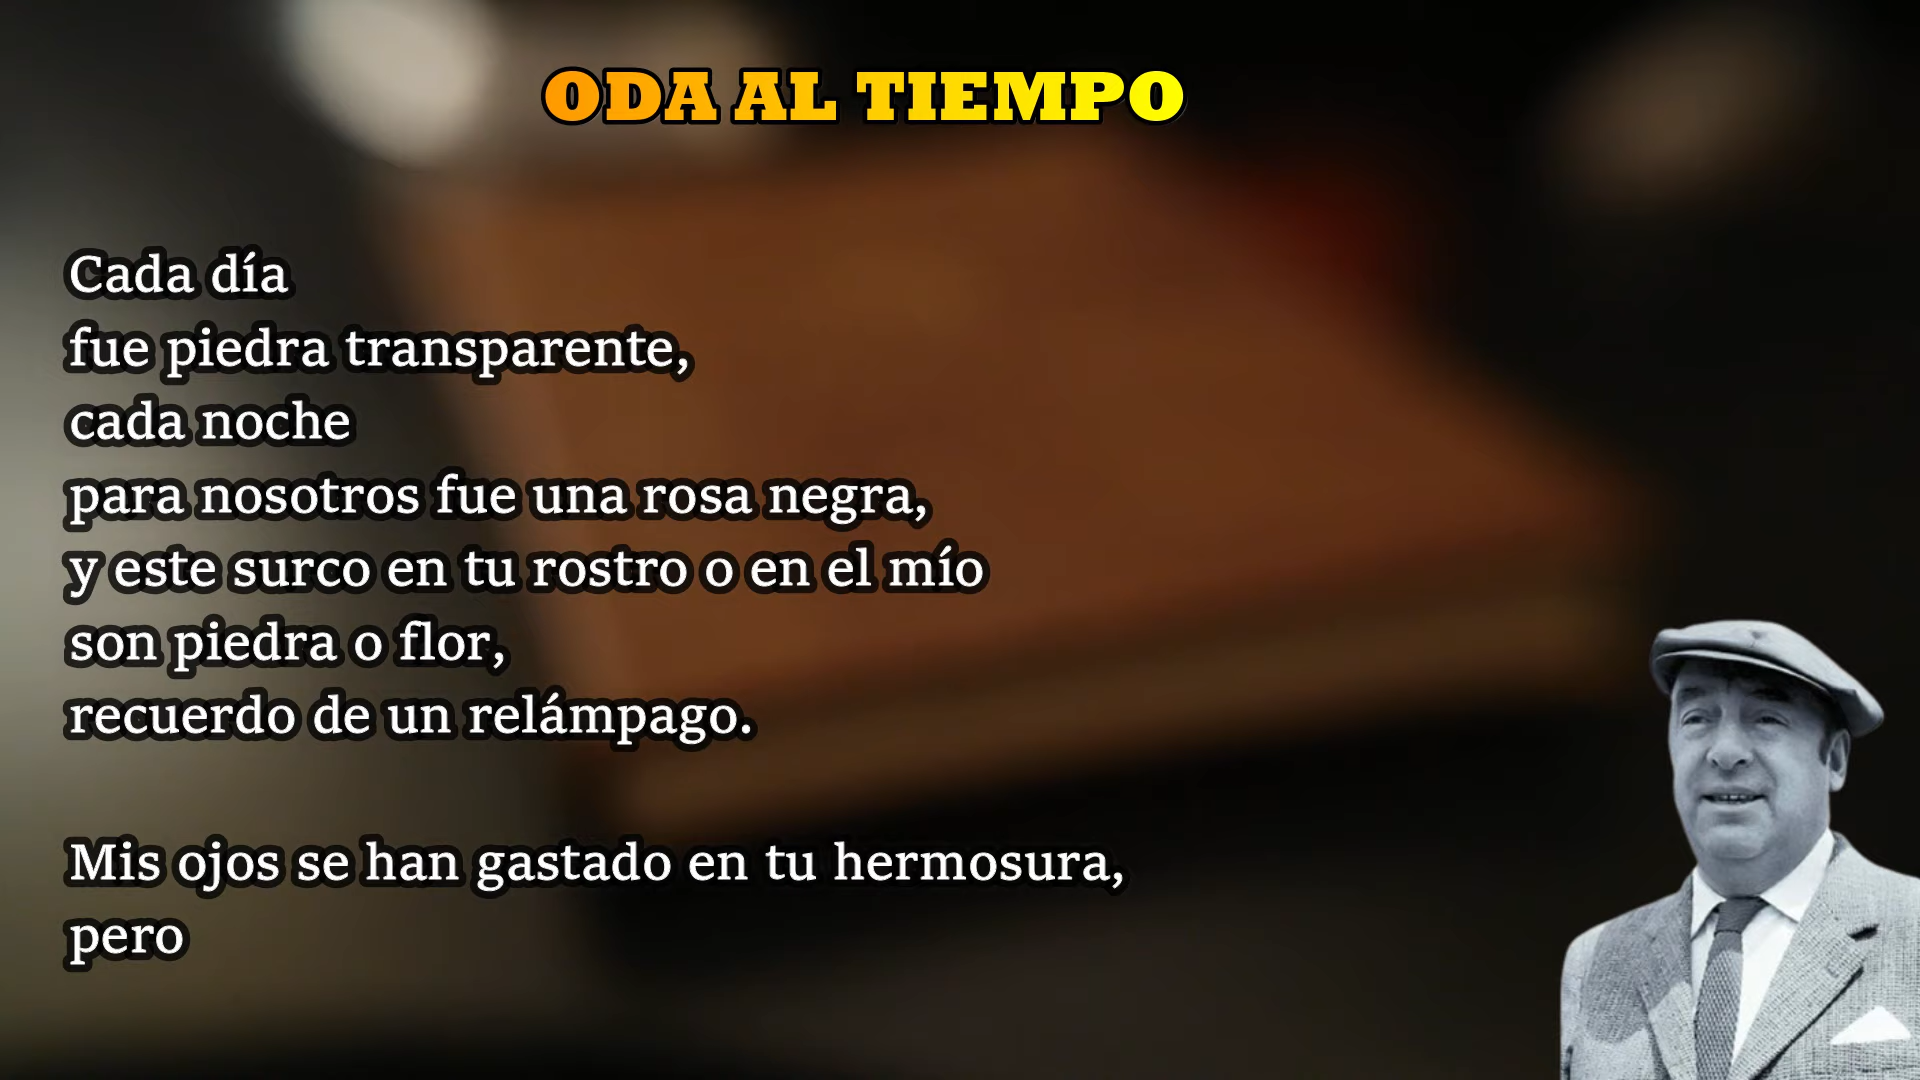 ODA AL TIEMPO
Cada día
fue piedra transparente,
cada noche
para nosotros fue una rosa negra,
y este surco en tu rostro o en el mío
son piedra o flor,
recuerdo de un relámpago.
Mis ojos se han gastado en tu hermosura,
pero